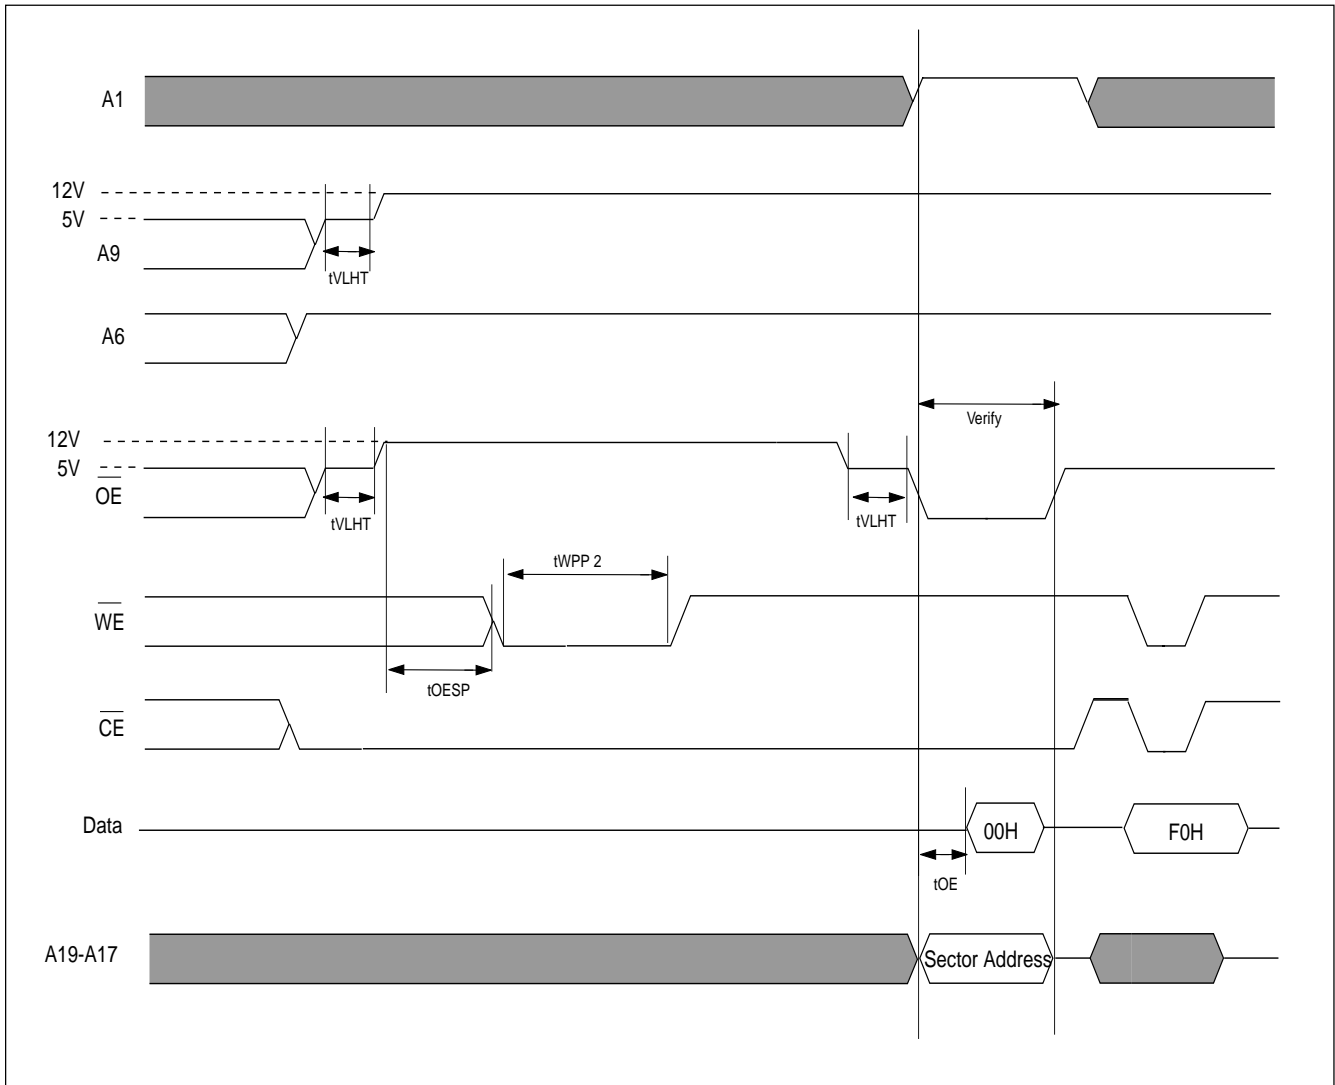 A1
12V
5V
A9
tVLHT
A6
Verify
12V
5V
OE
tVLHT
tVLHT
tWPP 2
WE
tOESP
CE
Data
00H
F0H
tOE
A19-A17
Sector Address